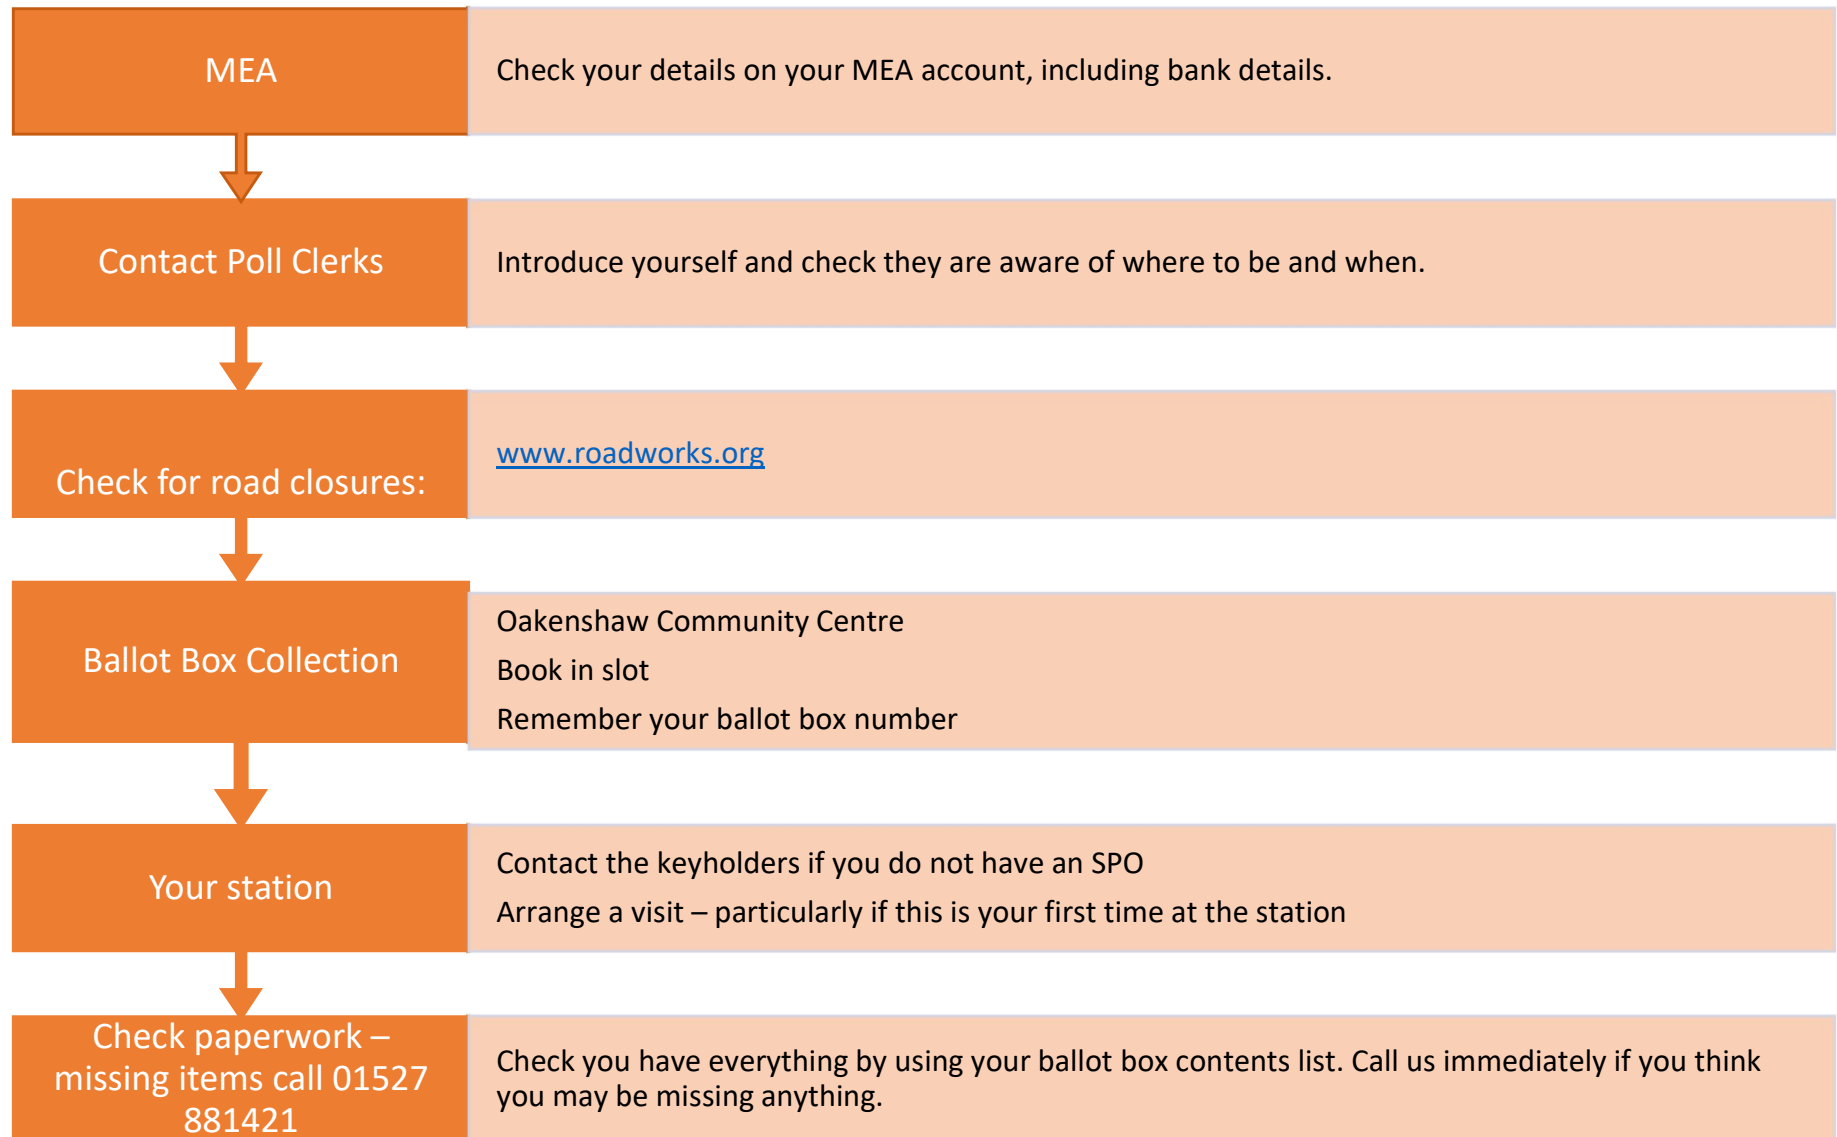 MEA
Check your details on your MEA account, including bank details.
Contact Poll Clerks
Introduce yourself and check they are aware of where to be and when.
Check for road closures:
www.roadworks.org
Ballot Box Collection
Oakenshaw Community Centre
Book in slot
Remember your ballot box number
Your station
Contact the keyholders if you do not have an SPO
Arrange a visit – particularly if this is your first time at the station
Check paperwork –
missing items call 01527
881421
Check you have everything by using your ballot box contents list. Call us immediately if you think
you may be missing anything.